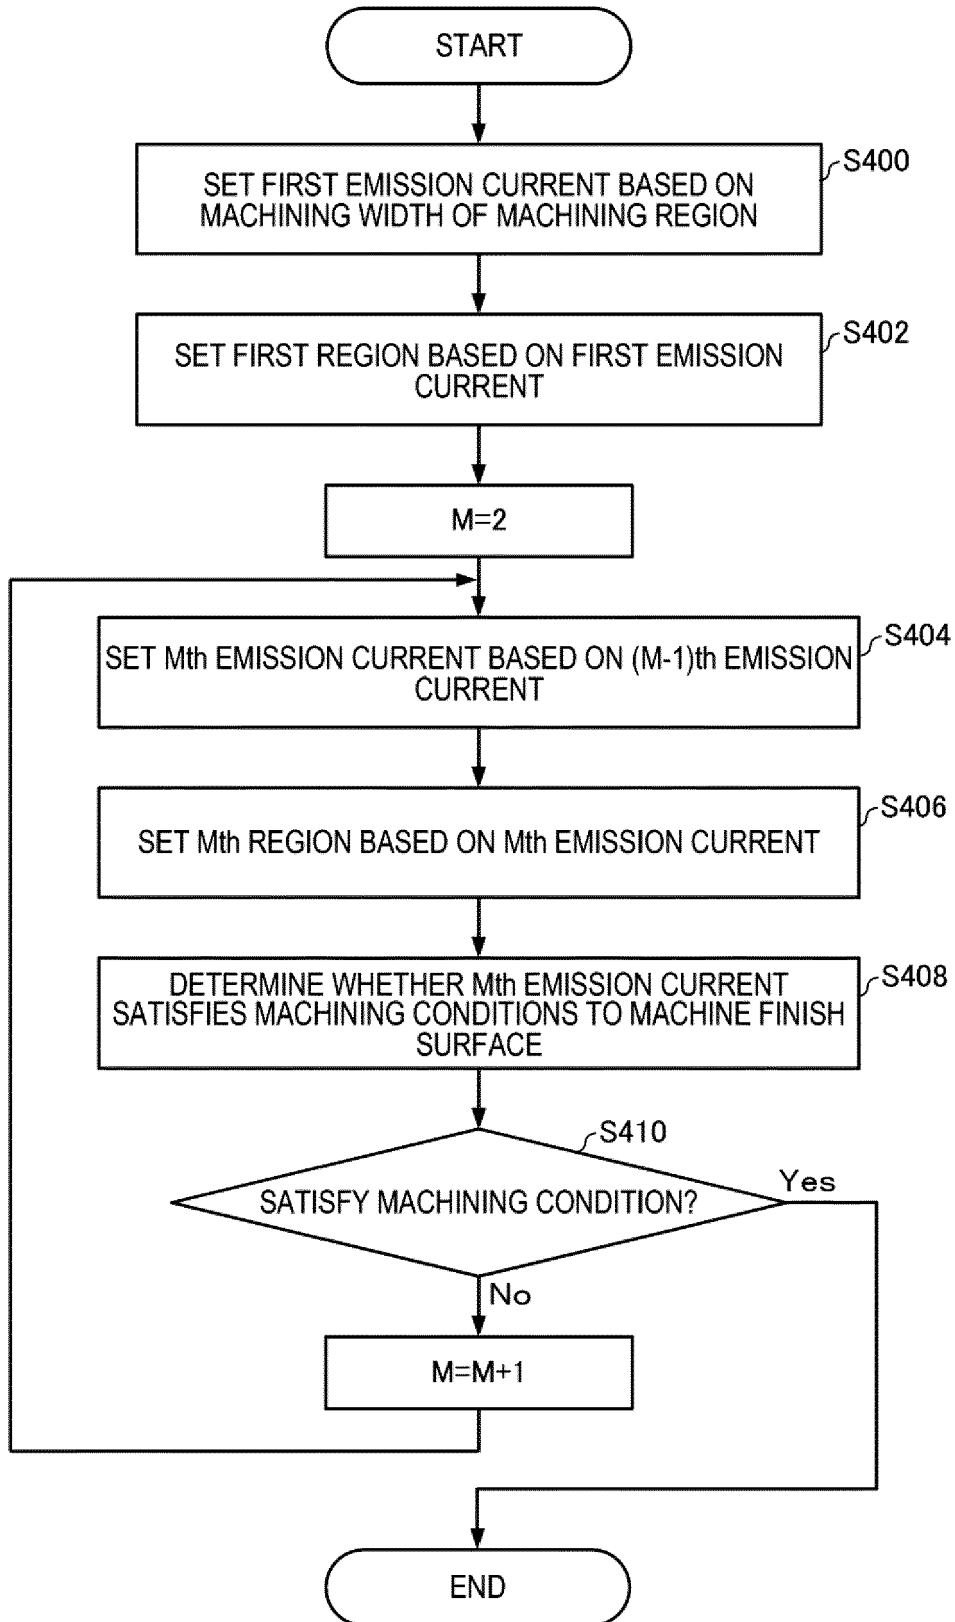 START
S400
SET FIRST EMISSION CURRENT BASED ON
MACHINING WIDTH OF MACHINING REGION
S402
SET FIRST REGION BASED ON FIRST EMISSION
CURRENT
M=2
S404
SET Mth EMISSION CURRENT BASED ON (M-1)th EMISSION
CURRENT
S406
SET Mth REGION BASED ON Mth EMISSION CURRENT
S408
DETERMINE WHETHER Mth EMISSION CURRENT
SATISFIES MACHINING CONDITIONS TO MACHINE FINISH
SURFACE
S410
SATISFY MACHINING CONDITION?
Yes
No
M=M+1
END